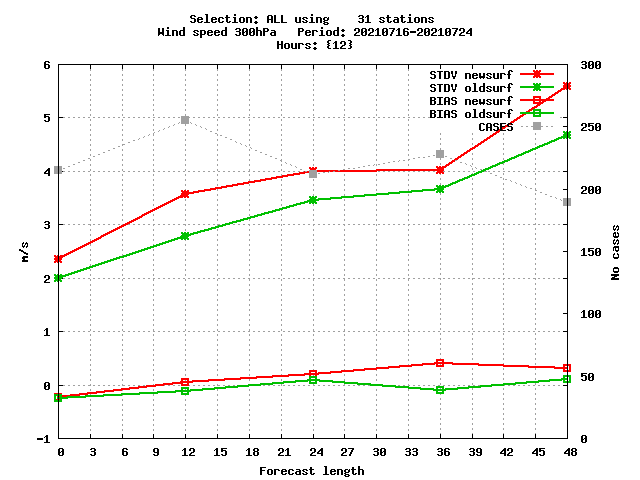 Selection: ALL using    31 stations
Wind speed 300hPa   Period: 20210716-20210724
Hours: {12}
STDV newsurf
STDV oldsurf
BIAS newsurf
BIAS oldsurf
CASES
6
5
4
3
2
1
0
-1
m/s
300
250
200
150
100
50
0
No cases
0 3 6 9 12 15 18 21 24 27 30 33 36 39 42 45 48
Forecast length